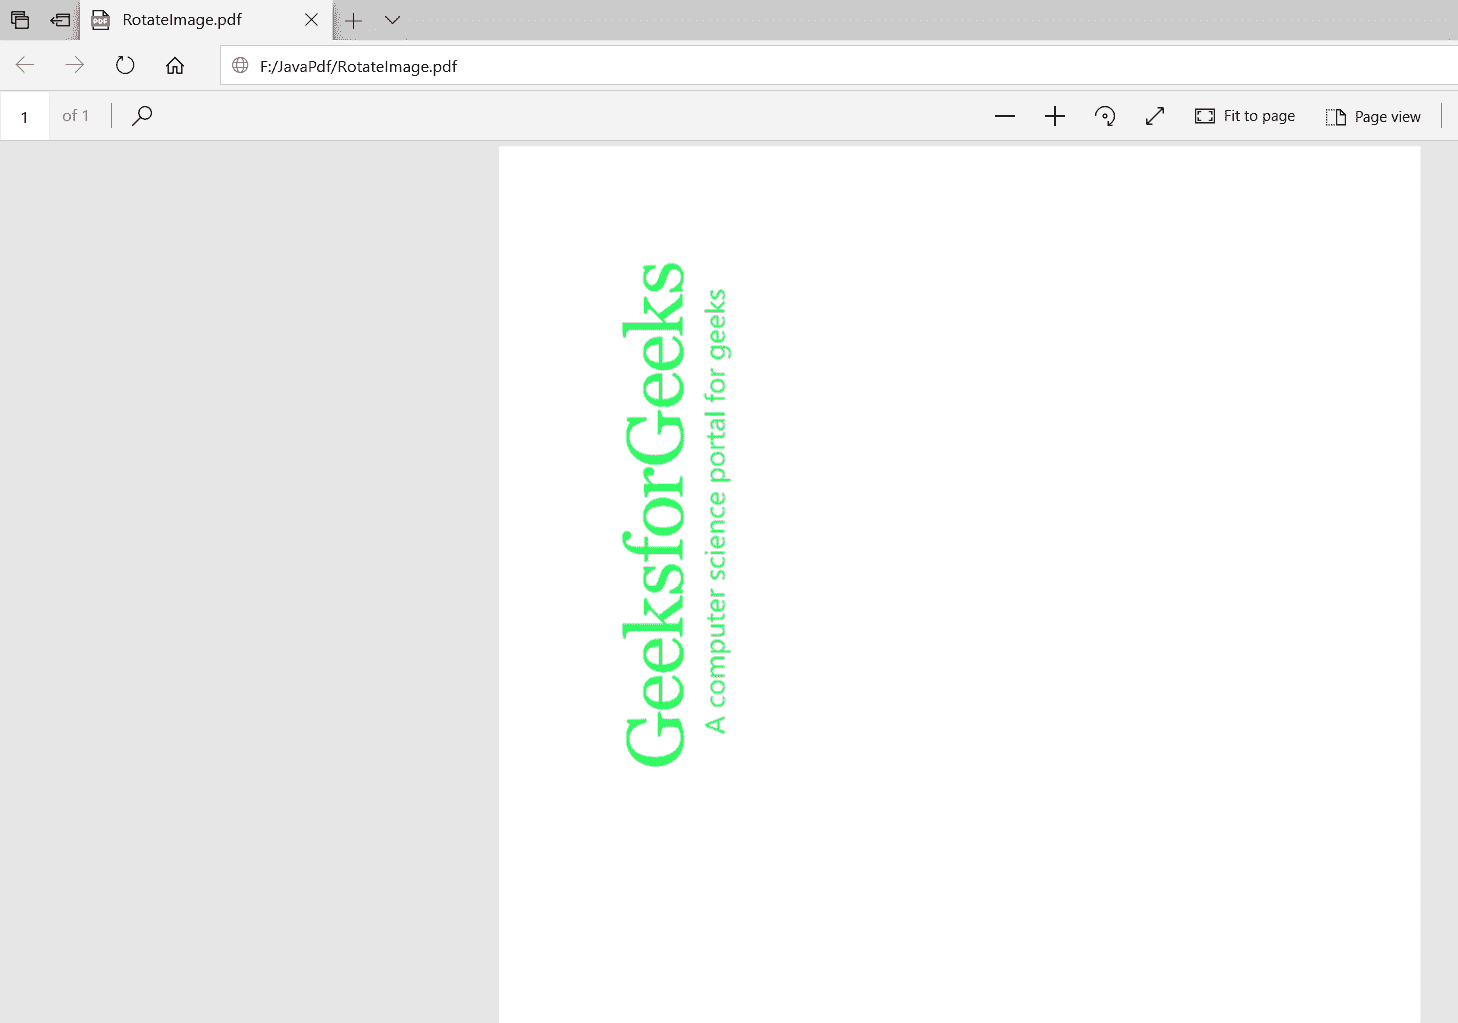 RotateImage.pdf
F:/JavaPdf/RotateImage.pdf
1 of 1
Fit to page
Page view
GeeksforGeeks
A computer science portal for geeks